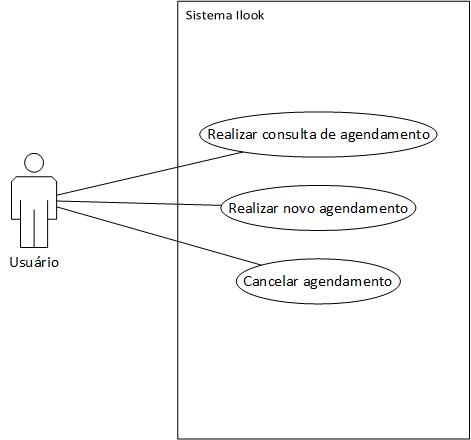 Sistema Ilook
Realizar consulta de agendamento
Realizar novo agendamento
Usuário
Cancelar agendamento